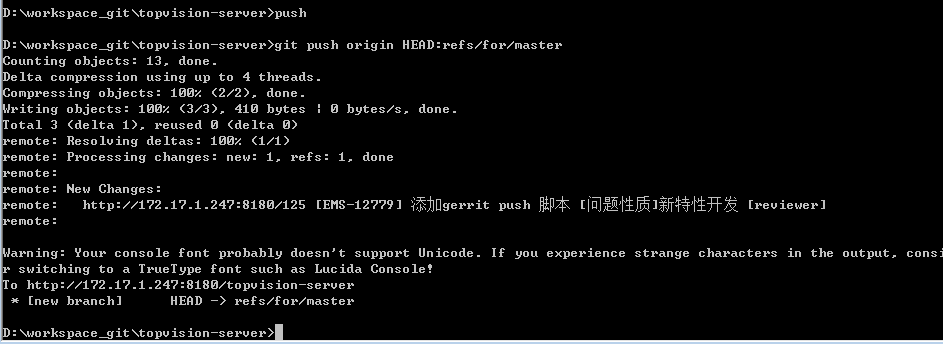 D:\workspace_git\topvision-server>push
D:\workspace_git\topvision-server>git push origin HEAD:refs/for/master
Counting objects: 13, done.
Delta compression using up to 4 threads.
Compressing objects: 100% (2/2), done.
Writing objects: 100% (3/3), 410 bytes ¦ 0 bytes/s, done.
Total 3 (delta 1), reused 0 (delta 0)
remote: Resolving deltas: 100% (1/1)
remote: Processing changes: new: 1, refs: 1, done
remote:
remote: New Changes:
remote:   http://172.17.1.247:8180/125 [EMS-12779] 添加gerrit push 脚本 [问题性质]新特性开发 [reviewer]
remote:
Warning: Your console font probably doesn't support Unicode. If you experience strange characters in the output, consi
r switching to a TrueType font such as Lucida Console!
To http://172.17.1.247:8180/topvision-server
 * [new branch]      HEAD -> refs/for/master
D:\workspace_git\topvision-server>